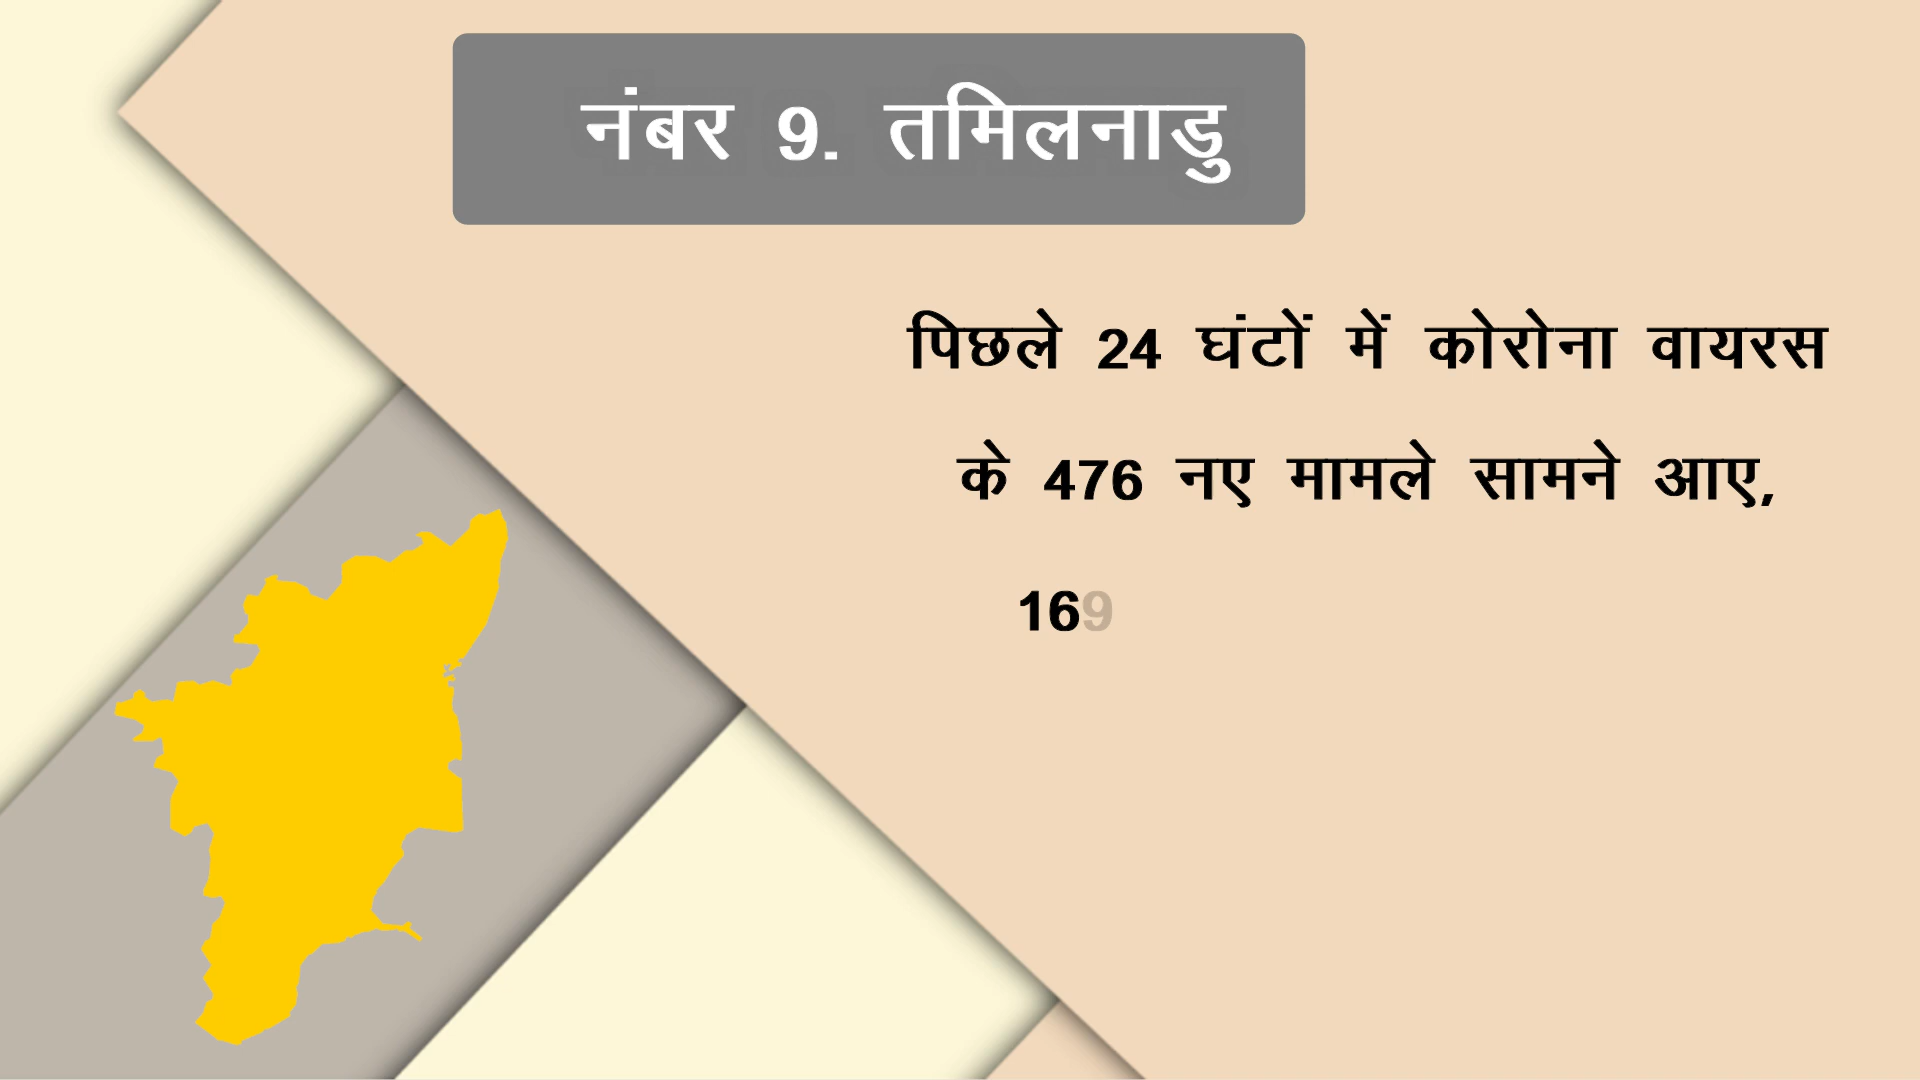 नंबर 9. तमिलनाडु
पिछले 24 घंटों में कोरोना वायरस
के 476 नए मामले सामने आए,
169